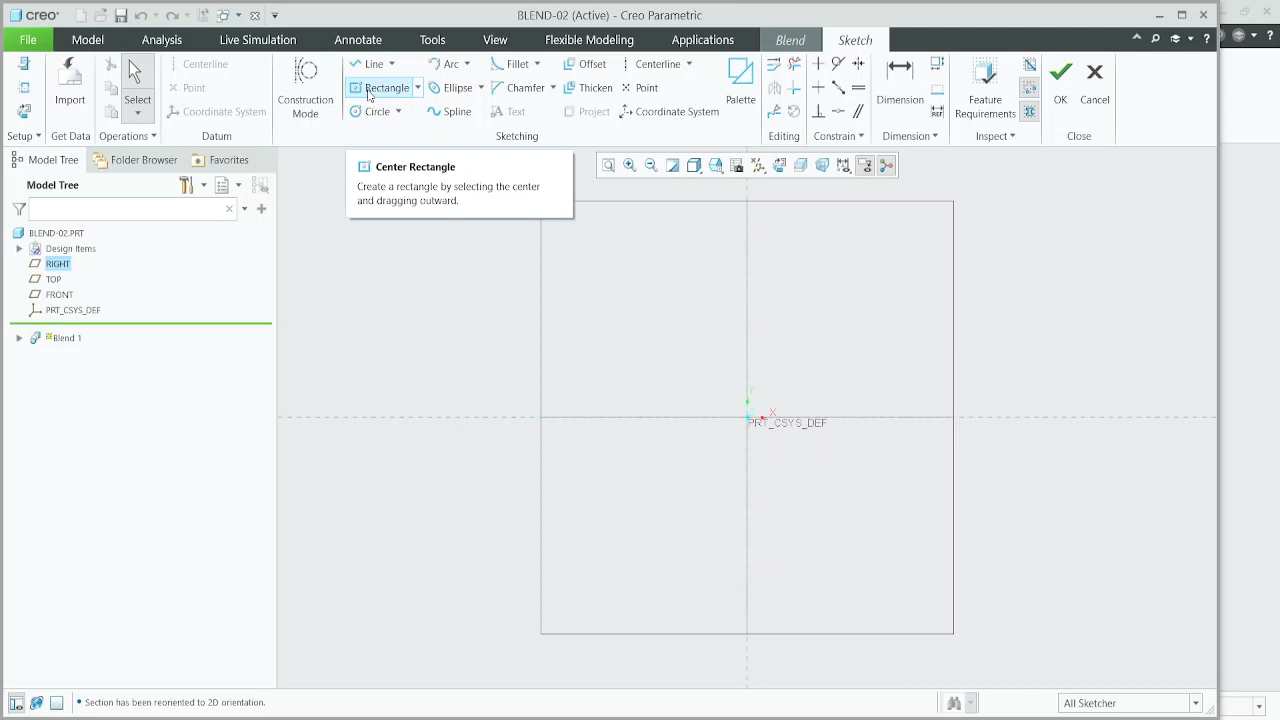 creo
BLEND-02 (Active) - Creo Parametric
File Model Analysis Live Simulation Annotate Tools View Flexible Modeling Applications Blend Sketch
Import
Select
Centerline
Point
Coordinate System
Construction
Mode
Line
Arc
Fillet
Offset
Centerline
Rectangle
Ellipse
Chamfer
Thicken
Point
Circle
Spline
Text
Project
Coordinate System
Palette
Dimension
Feature
Requirements
OK
Cancel
Setup Get Data Operations Datum Sketching Editing Constrain Dimension Inspect Close
Model Tree Folder Browser Favorites
Model Tree
BLEND-02.PRT
Design Items
RIGHT
TOP
FRONT
PRT_CSYS_DEF
Blend 1
Center Rectangle
Create a rectangle by selecting the center
and dragging outward.
Y
X
PRT_CSYS_DEF
• Section has been reoriented to 2D orientation.
All Sketcher